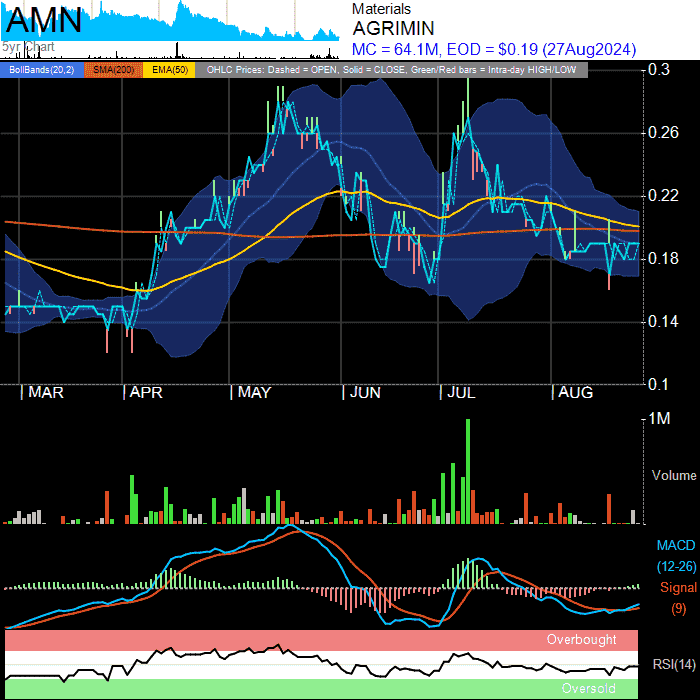 AMN
5yr Chart
Materials
AGRIMIN
MC = 64.1M, EOD = $0.19 (27Aug2024)
BollBands(20,2) SMA(200) EMA(50) OHLC Prices: Dashed = OPEN, Solid = CLOSE, Green/Red bars = Intra-day HIGH/LOW
0.3
0.26
0.22
0.18
0.14
0.1
| MAR | APR | MAY | JUN | JUL | AUG
1M
Volume
MACD
(12-26)
Signal
(9)
Overbought
RSI(14)
Oversold